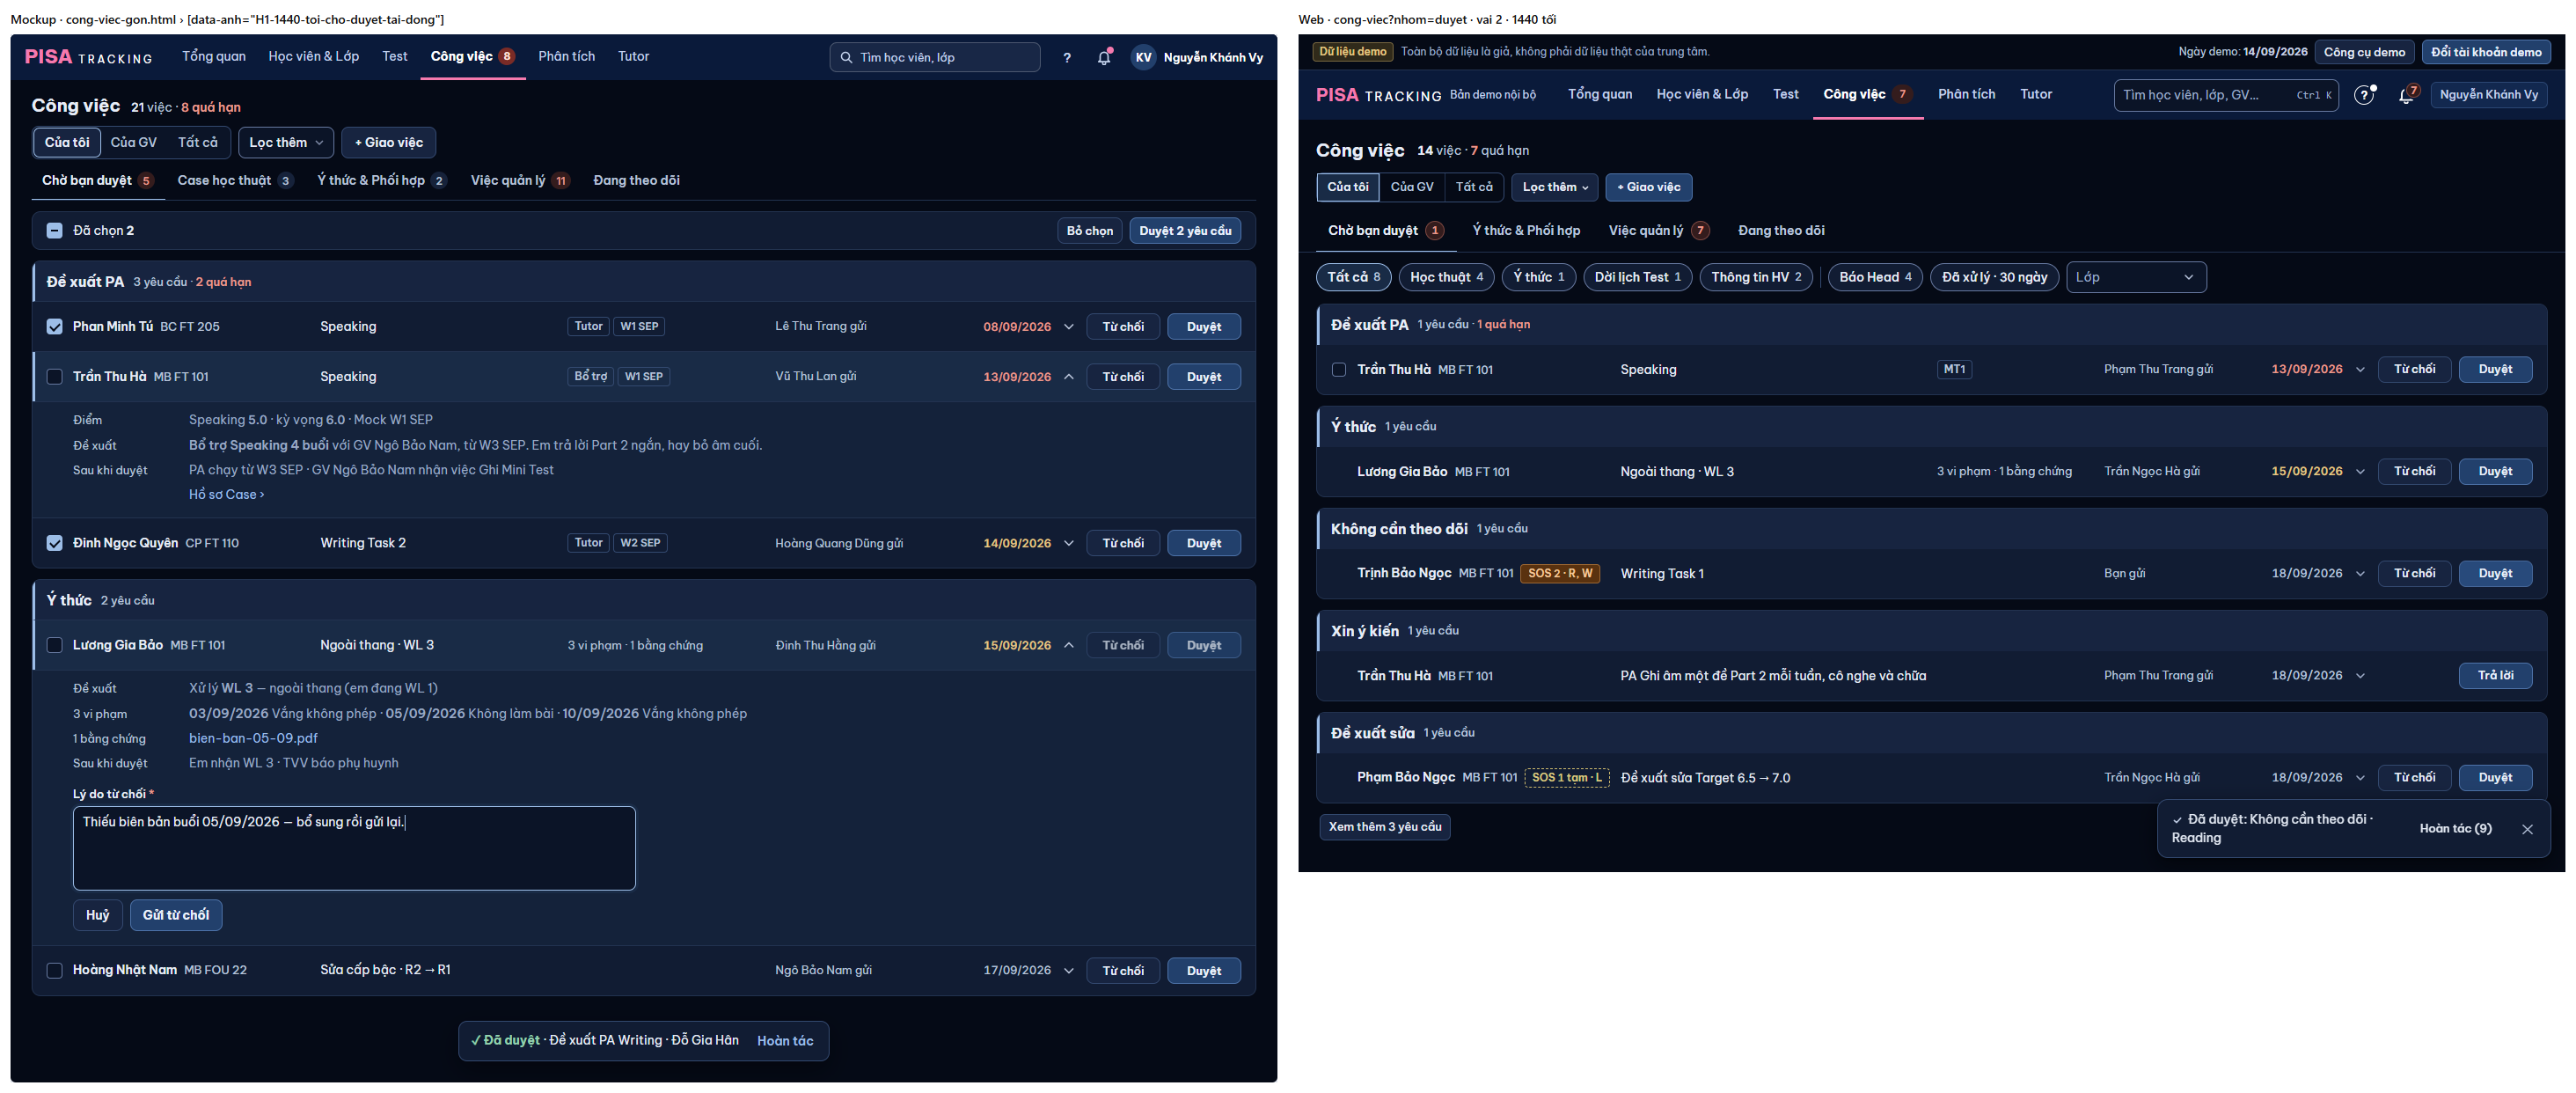 Mockup · cong-viec-gon.html › [data-anh="H1-1440-toi-cho-duyet-tai-dong"]
PISA TRACKING Tổng quan Học viên & Lớp Test Công việc 8 Phân tích Tutor Tìm học viên, lớp ? KV Nguyễn Khánh Vy
Công việc 21 việc · 8 quá hạn
Của tôi Của GV Tất cả Lọc thêm + Giao việc
Chờ bạn duyệt 5 Case học thuật 3 Ý thức & Phối hợp 2 Việc quản lý 11 Đang theo dõi
Đã chọn 2 Bỏ chọn Duyệt 2 yêu cầu
Đề xuất PA 3 yêu cầu · 2 quá hạn
Phan Minh Tú BC FT 205 Speaking Tutor W1 SEP Lê Thu Trang gửi 08/09/2026 Từ chối Duyệt
Trần Thu Hà MB FT 101 Speaking Bổ trợ W1 SEP Vũ Thu Lan gửi 13/09/2026 Từ chối Duyệt
Điểm Speaking 5.0 · kỳ vọng 6.0 · Mock W1 SEP
Đề xuất Bổ trợ Speaking 4 buổi với GV Ngô Bảo Nam, từ W3 SEP. Em trả lời Part 2 ngắn, hay bỏ âm cuối.
Sau khi duyệt PA chạy từ W3 SEP · GV Ngô Bảo Nam nhận việc Ghi Mini Test
Hồ sơ Case ›
Đinh Ngọc Quyên CP FT 110 Writing Task 2 Tutor W2 SEP Hoàng Quang Dũng gửi 14/09/2026 Từ chối Duyệt
Ý thức 2 yêu cầu
Lương Gia Bảo MB FT 101 Ngoài thang · WL 3 3 vi phạm · 1 bằng chứng Đinh Thu Hằng gửi 15/09/2026 Từ chối Duyệt
Đề xuất Xử lý WL 3 — ngoài thang (em đang WL 1)
3 vi phạm 03/09/2026 Vắng không phép · 05/09/2026 Không làm bài · 10/09/2026 Vắng không phép
1 bằng chứng bien-ban-05-09.pdf
Sau khi duyệt Em nhận WL 3 · TVV báo phụ huynh
Lý do từ chối *
Thiếu biên bản buổi 05/09/2026 — bổ sung rồi gửi lại.
Huỷ Gửi từ chối
Hoàng Nhật Nam MB FOU 22 Sửa cấp bậc · R2 → R1 Ngô Bảo Nam gửi 17/09/2026 Từ chối Duyệt
✓ Đã duyệt · Đề xuất PA Writing · Đỗ Gia Hân Hoàn tác
Web · cong-viec?nhom=duyet · vai 2 · 1440 tối
Dữ liệu demo Toàn bộ dữ liệu là giả, không phải dữ liệu thật của trung tâm. Ngày demo: 14/09/2026 Công cụ demo Đổi tài khoản demo
PISA TRACKING Bản demo nội bộ Tổng quan Học viên & Lớp Test Công việc 7 Phân tích Tutor Tìm học viên, lớp, GV... Ctrl K ? 7 Nguyễn Khánh Vy
Công việc 14 việc · 7 quá hạn
Của tôi Của GV Tất cả Lọc thêm + Giao việc
Chờ bạn duyệt 1 Ý thức & Phối hợp Việc quản lý 7 Đang theo dõi
Tất cả 8 Học thuật 4 Ý thức 1 Dời lịch Test 1 Thông tin HV 2 Báo Head 4 Đã xử lý · 30 ngày Lớp
Đề xuất PA 1 yêu cầu · 1 quá hạn
Trần Thu Hà MB FT 101 Speaking MT1 Phạm Thu Trang gửi 13/09/2026 Từ chối Duyệt
Ý thức 1 yêu cầu
Lương Gia Bảo MB FT 101 Ngoài thang · WL 3 3 vi phạm · 1 bằng chứng Trần Ngọc Hà gửi 15/09/2026 Từ chối Duyệt
Không cần theo dõi 1 yêu cầu
Trịnh Bảo Ngọc MB FT 101 SOS 2 · R, W Writing Task 1 Bạn gửi 18/09/2026 Từ chối Duyệt
Xin ý kiến 1 yêu cầu
Trần Thu Hà MB FT 101 PA Ghi âm một đề Part 2 mỗi tuần, cô nghe và chữa Phạm Thu Trang gửi 18/09/2026 Trả lời
Đề xuất sửa 1 yêu cầu
Phạm Bảo Ngọc MB FT 101 SOS 1 tạm · L Đề xuất sửa Target 6.5 → 7.0 Trần Ngọc Hà gửi 18/09/2026 Từ chối Duyệt
Xem thêm 3 yêu cầu
✓ Đã duyệt: Không cần theo dõi · Reading Hoàn tác (9)